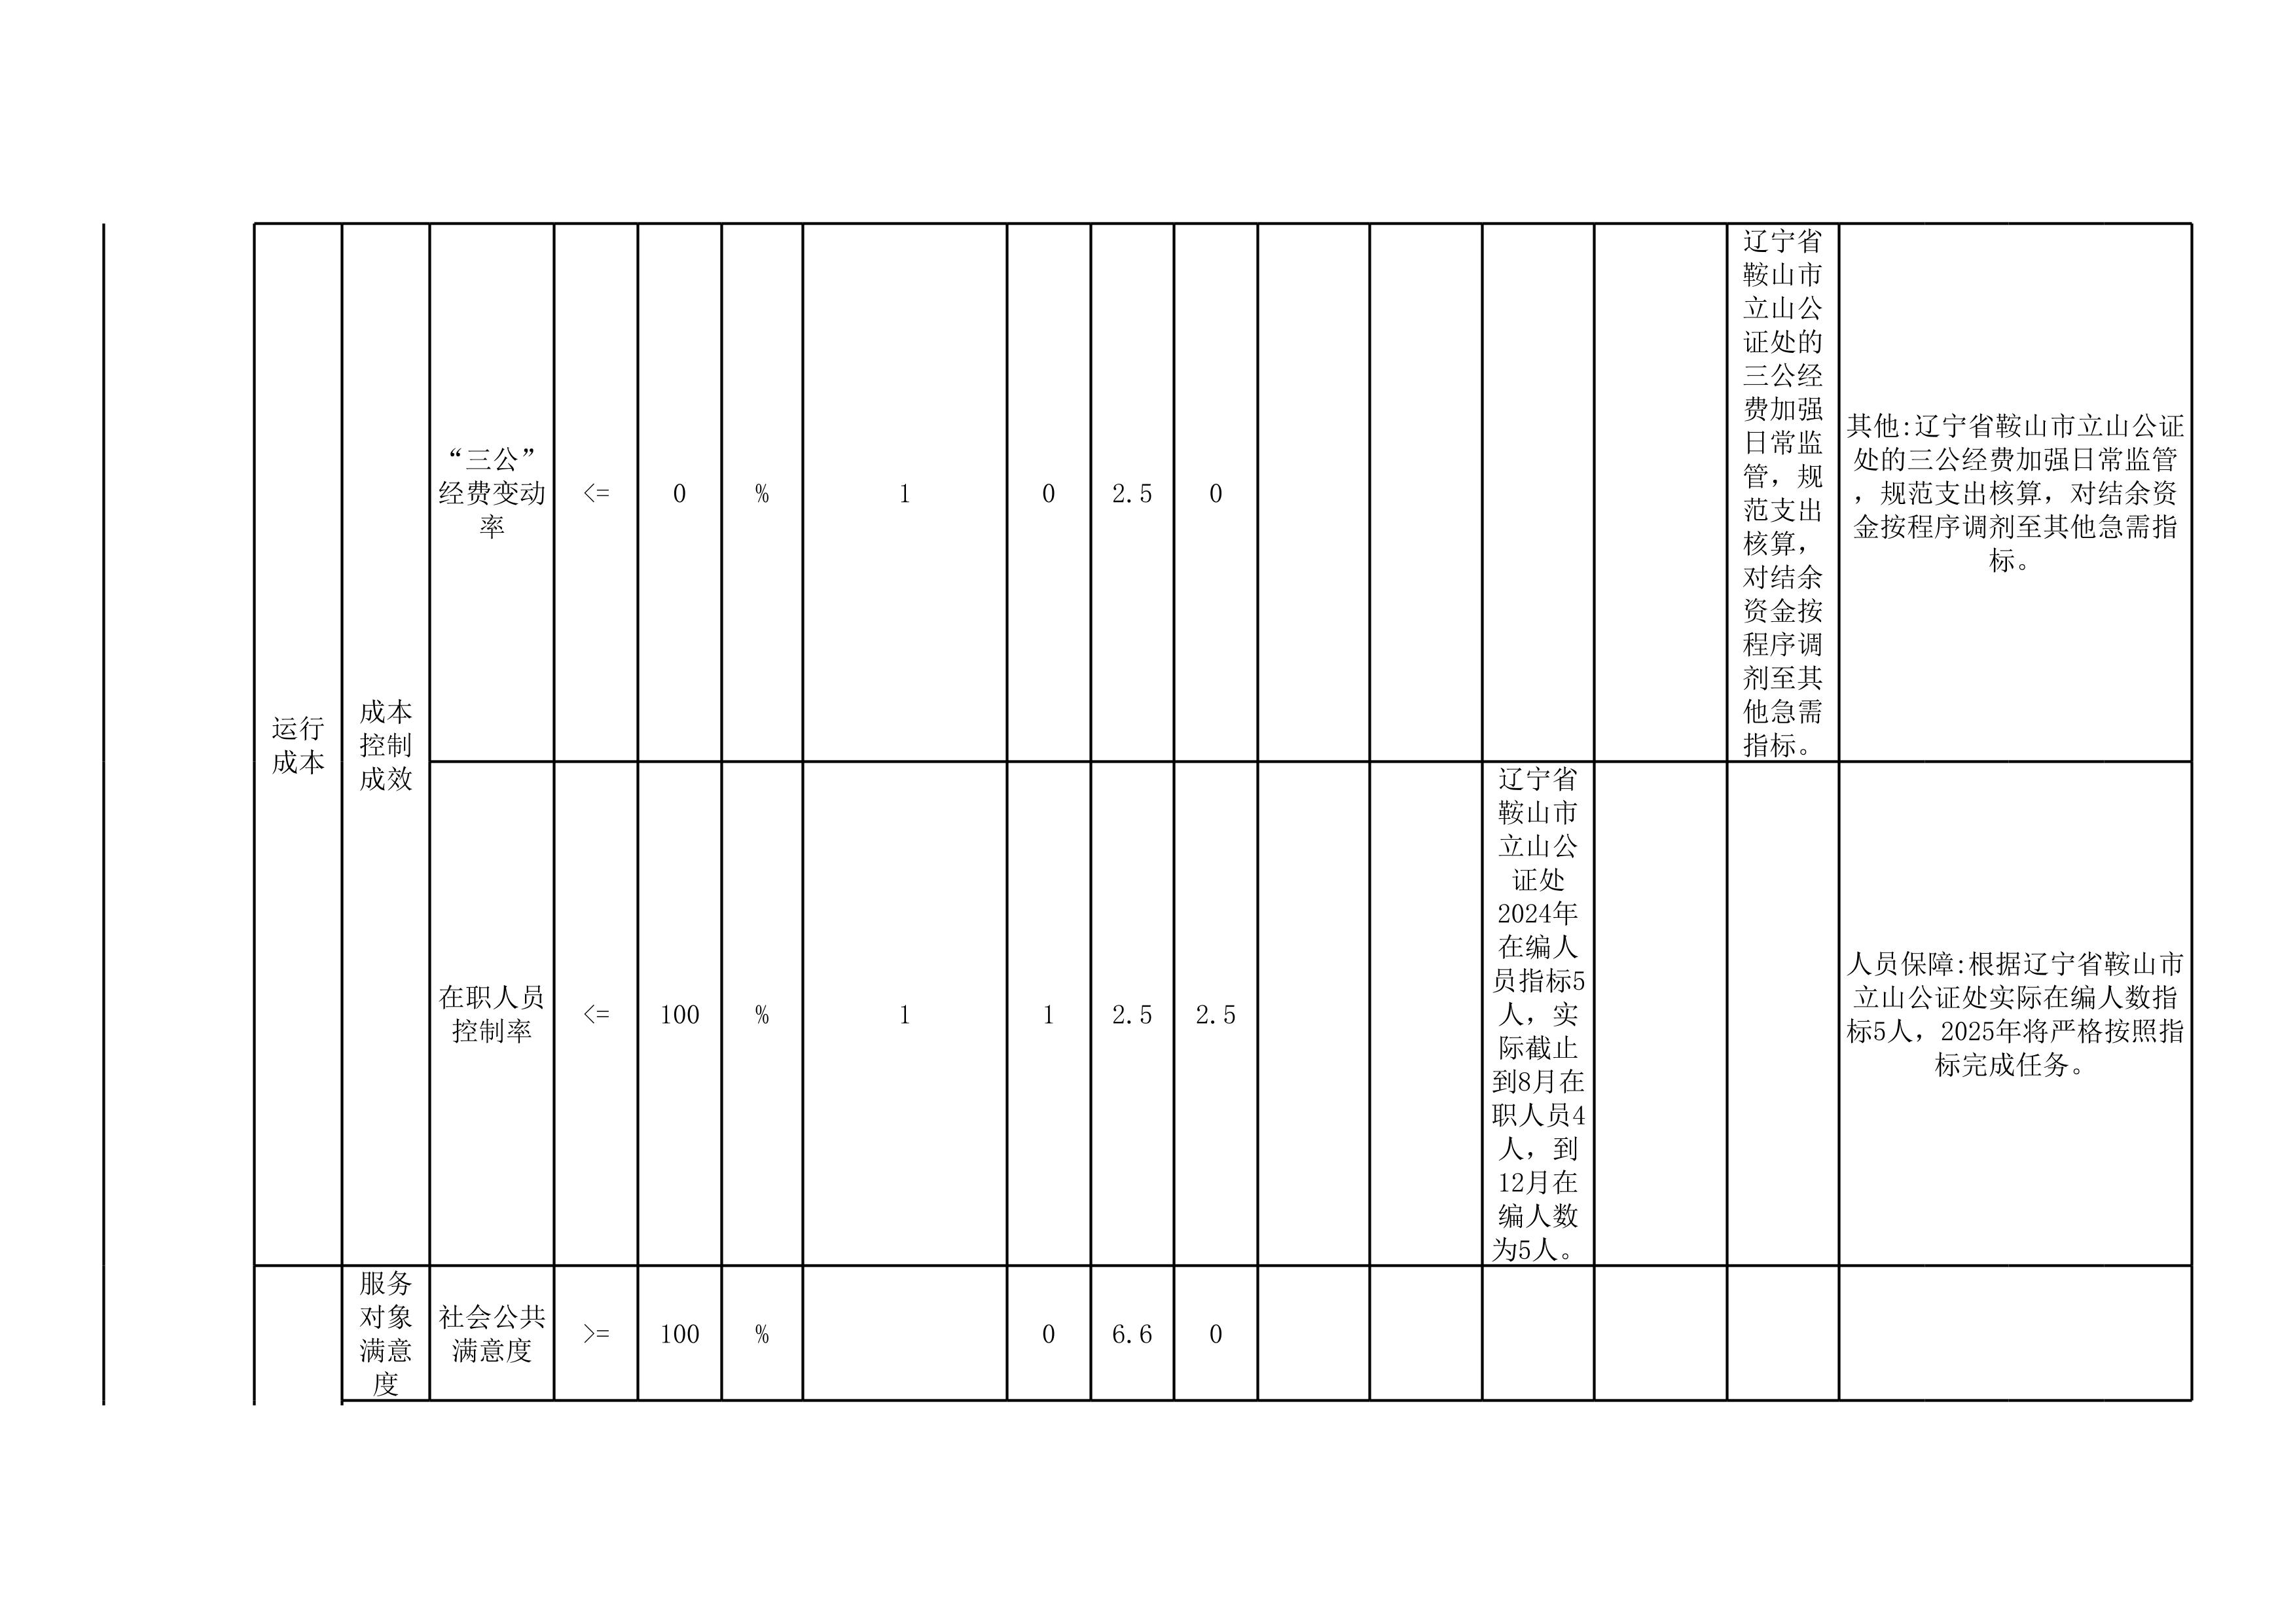 运行
成本
成本
控制
成效
“三公”
经费变动
率
<=
0
%
1
0
2.5
0
辽宁省
鞍山市
立山公
证处的
三公经
费加强
日常监
管，规
范支出
核算，
对结余
资金按
程序调
剂至其
他急需
指标。
其他:辽宁省鞍山市立山公证
处的三公经费加强日常监管
，规范支出核算，对结余资
金按程序调剂至其他急需指
标。
在职人员
控制率
<=
100
%
1
1
2.5
2.5
辽宁省
鞍山市
立山公
证处
2024年
在编人
员指标5
人，实
际截止
到8月在
职人员4
人，到
12月在
编人数
为5人。
人员保障:根据辽宁省鞍山市
立山公证处实际在编人数指
标5人，2025年将严格按照指
标完成任务。
服务
对象
满意
度
社会公共
满意度
>=
100
%
0
6.6
0